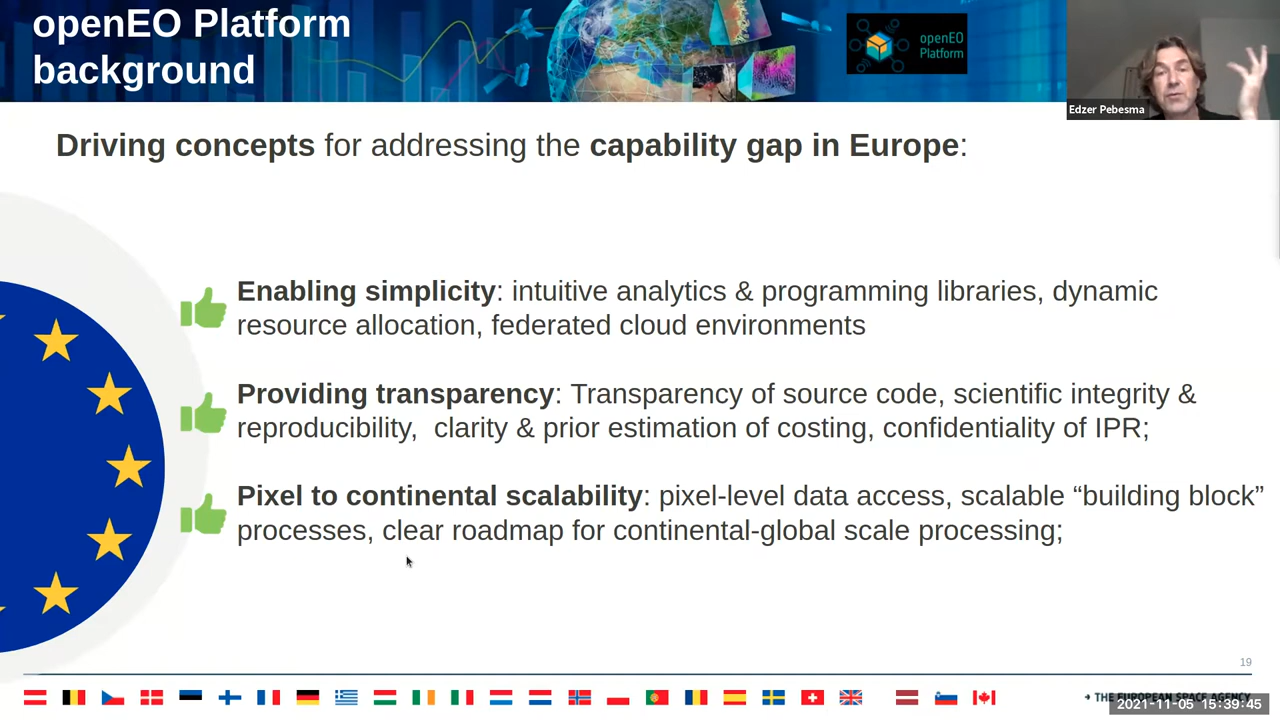 openEO Platform
background
openEO
Platform
Edzer Pebesma
Driving concepts for addressing the capability gap in Europe:
Enabling simplicity: intuitive analytics & programming libraries, dynamic
resource allocation, federated cloud environments
Providing transparency: Transparency of source code, scientific integrity &
reproducibility,  clarity & prior estimation of costing, confidentiality of IPR;
Pixel to continental scalability: pixel-level data access, scalable “building block”
processes, clear roadmap for continental-global scale processing;
19
THE EUROPEAN SPACE AGENCY
2021-11-05 15:39:45